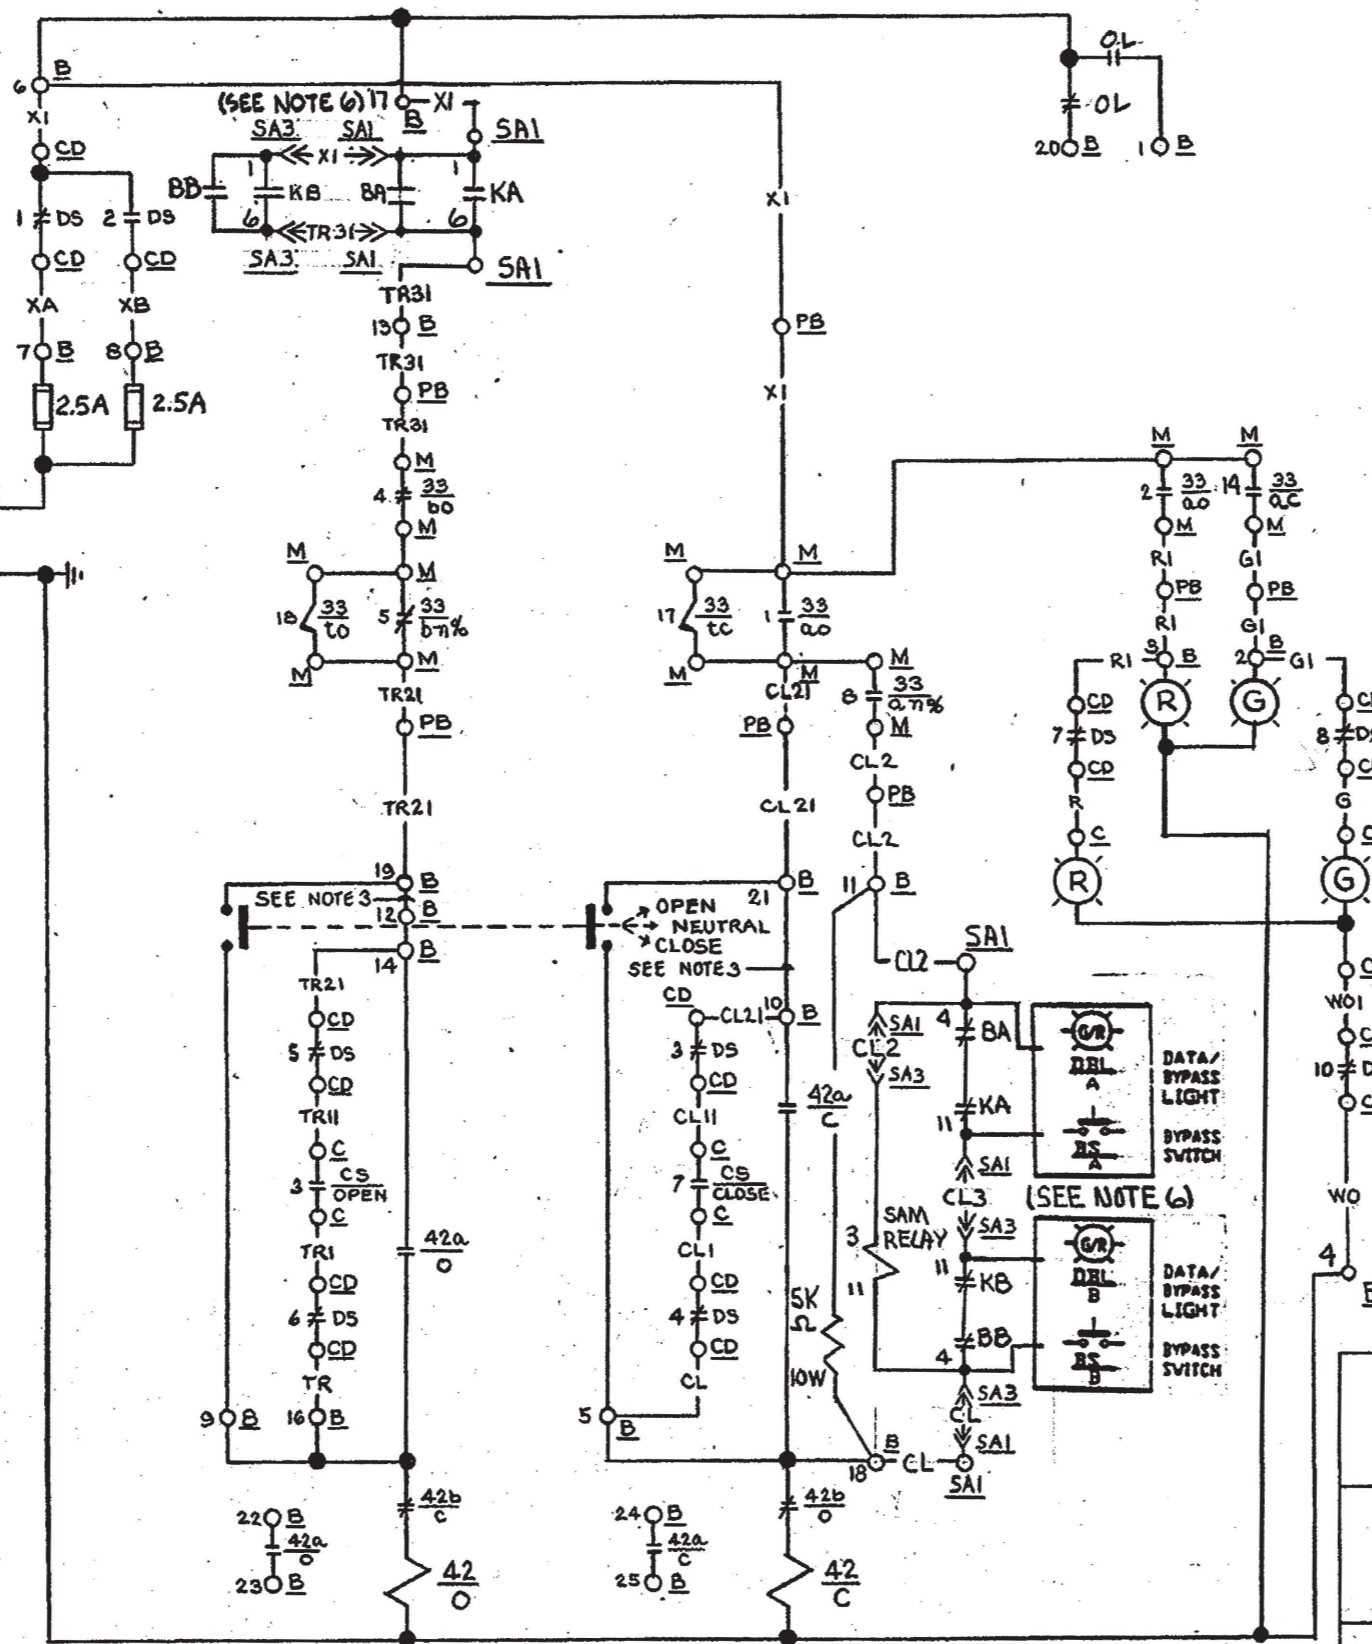 OL
6 B
(SEE NOTE 6) 17 B X1
X1
SA1
OL
20 B 1 B
CD
SA3 X1 SA1
BB 1 KB BA 1 KA
6 6
1 DS 2 DS
TR31
SA3 SA1
SA1
CD CD
X1
XA XB
TR31
13 B
PB
7 B 8 B
TR31
PB
2.5A 2.5A
X1
TR31
M
M M
4 33/bo
2 33/ao 14 33/ac
M
M M
M M
M M
R1 G1
PB PB
18 33/to 5 33/bn%
17 33/tc 1 33/ao
R1 G1
M M
M M M
R1 3 B 2 B G1
TR21
CL21 8 33/an%
R G
PB
PB M
CD
7 DS 8 DS
CL2
CD
PB
R G
TR21
CL21
CL2
C
19 B
21 B
11 B
R G
SEE NOTE 3
12 B
OPEN
NEUTRAL
CLOSE
14 B
SEE NOTE 3
CL2 SA1
TR21
CD
CD CL21 10 B
WO1
5 DS
3 DS
SA1
CL2
SA3
4 BA
G/R
DBL
A
DATA/
BYPASS
LIGHT
10
CD
CD
TR11
CL11
42a/C
11 KA
C
C
BS
A
BYPASS
SWITCH
3 CS/OPEN
7 CS/CLOSE
SA1
CL3
(SEE NOTE 6)
WO
C
C
SA3
TR1
42a/O
CL1
3 SAM
RELAY
11
11 KB
G/R
DBL
B
DATA/
BYPASS
LIGHT
4
CD
CD
6 DS
4 DS
5K
Ω
10W
4 BB
BS
B
BYPASS
SWITCH
CD
CD
TR
CL
SA3
CL
SA1
9 B 16 B
5 B
18 B CL SA1
42b/C
42b/O
22 B
42a/O
23 B
24 B
42a/C
25 B
42/O
42/C